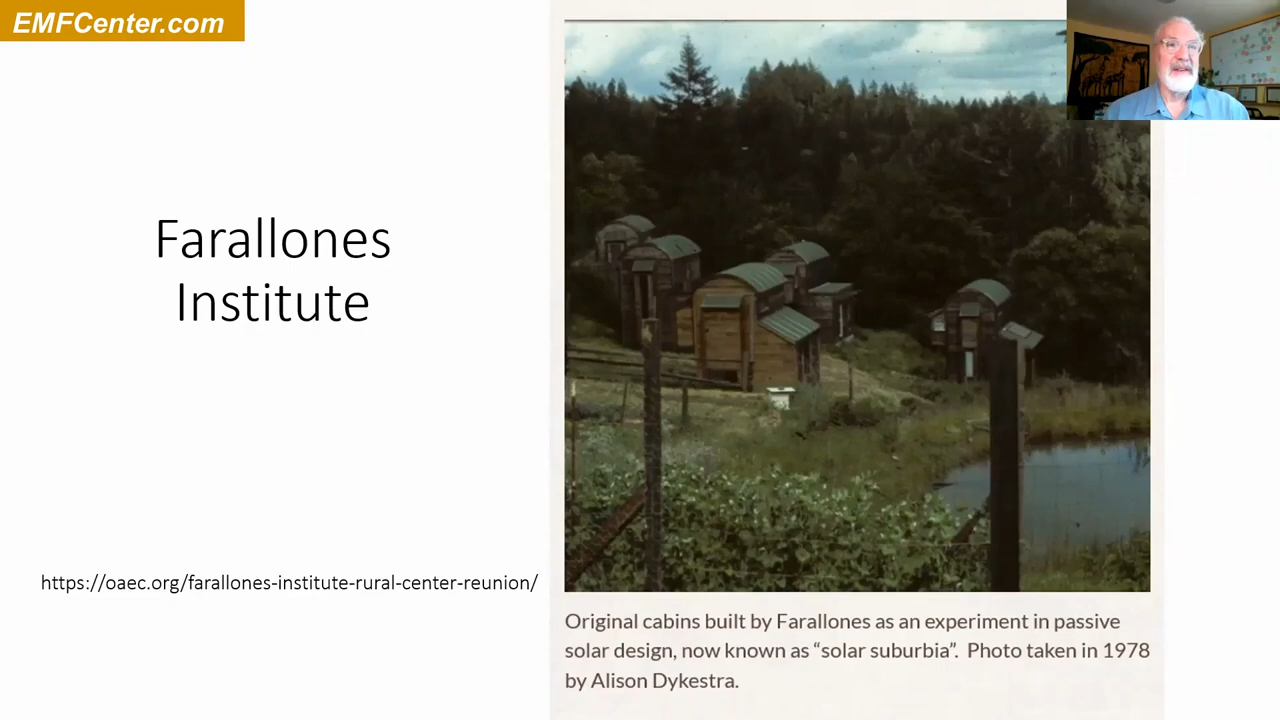 EMFCenter.com
Farallones
Institute
https://oaec.org/farallones-institute-rural-center-reunion/
Original cabins built by Farallones as an experiment in passive
solar design, now known as “solar suburbia”.  Photo taken in 1978
by Alison Dykestra.